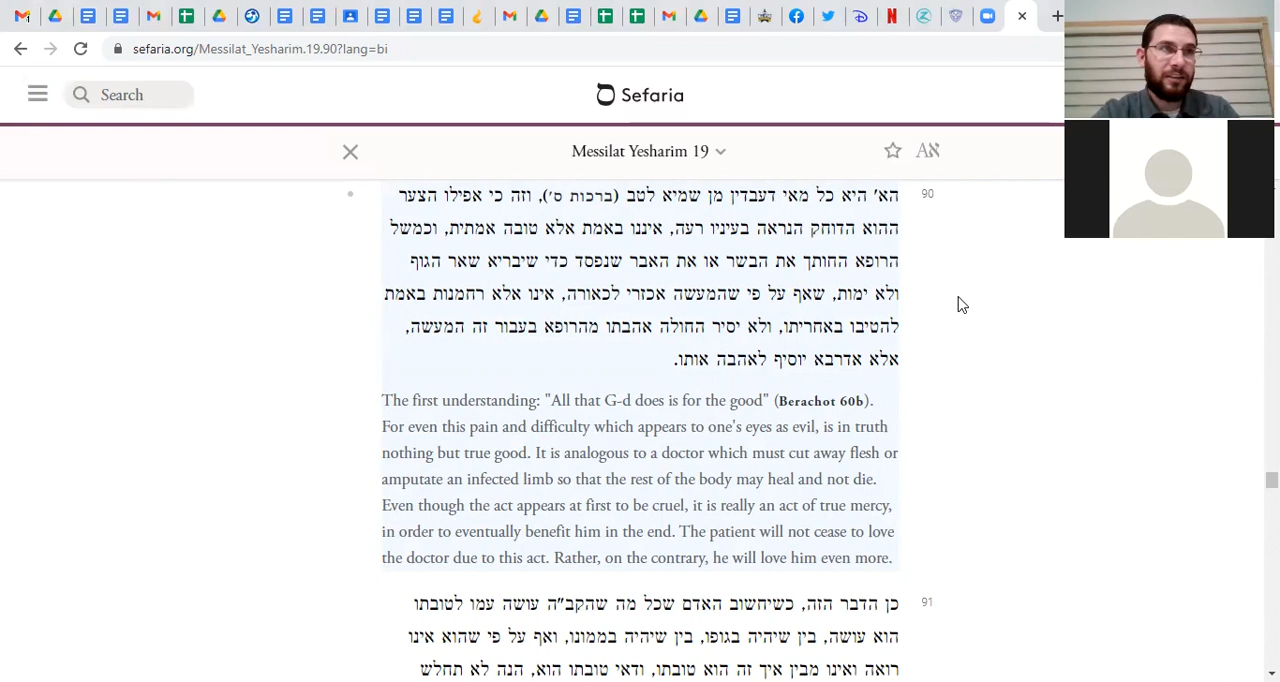 sefaria.org/Messilat_Yesharim.19.90?lang=bi
Search
Sefaria
Messilat Yesharim 19
Aא
90
הא' היא כל מאי דעבדין מן שמיא לטב (ברכות ס'), וזה כי אפילו הצער
ההוא הדוחק הנראה בעיניו רעה, איננו באמת אלא טובה אמתית, וכמשל
הרופא החותך את הבשר או את האבר שנפסד כדי שיבריא שאר הגוף
ולא ימות, שאף על פי שהמעשה אכזרי לכאורה, אינו אלא רחמנות באמת
להטיבו באחריתו, ולא יסיר החולה אהבתו מהרופא בעבור זה המעשה,
אלא אדרבא יוסיף לאהבה אותו.
The first understanding: "All that G-d does is for the good" (Berachot 60b).
For even this pain and difficulty which appears to one's eyes as evil, is in truth
nothing but true good. It is analogous to a doctor which must cut away flesh or
amputate an infected limb so that the rest of the body may heal and not die.
Even though the act appears at first to be cruel, it is really an act of true mercy,
in order to eventually benefit him in the end. The patient will not cease to love
the doctor due to this act. Rather, on the contrary, he will love him even more.
91
כן הדבר הזה, כשיחשוב האדם שכל מה שהקב"ה עושה עמו לטובתו
הוא עושה, בין שיהיה בגופו, בין שיהיה בממונו, ואף על פי שהוא אינו
רואה ואינו מבין איך זה הוא טובתו, ודאי טובתו הוא, הנה לא תחלש